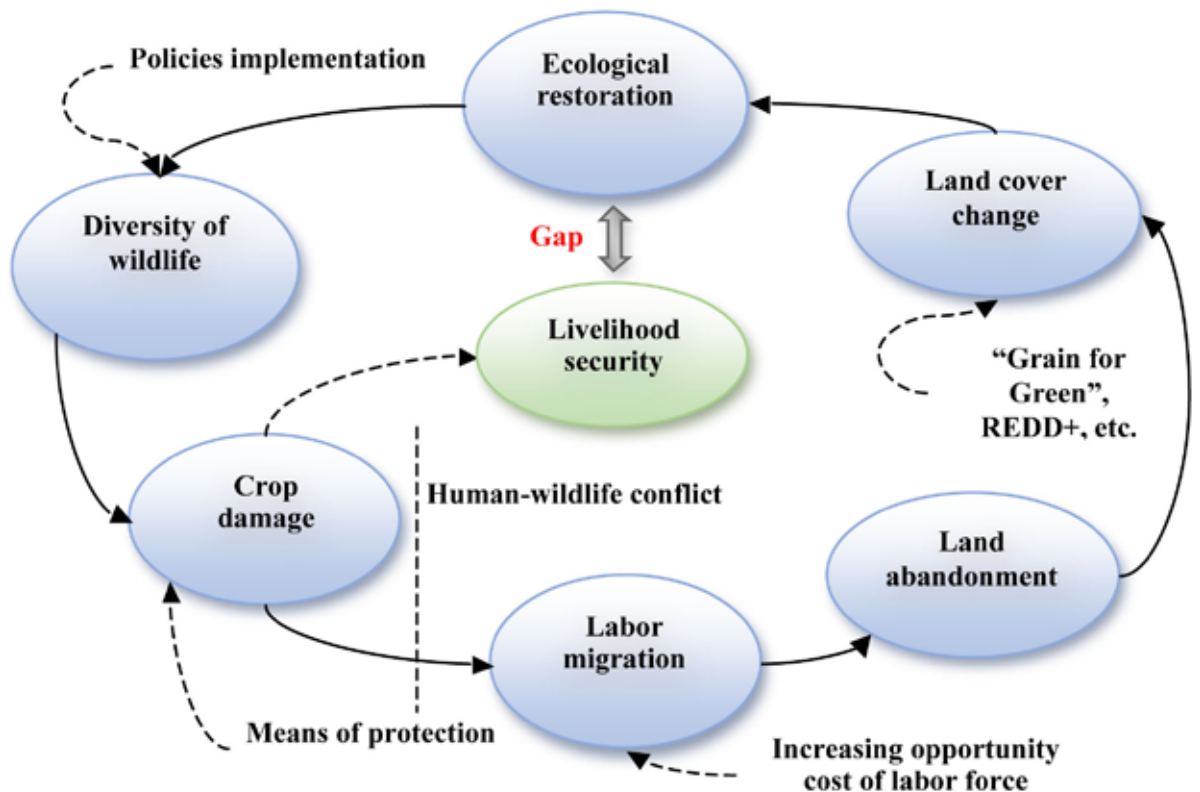 Policies implementation
Ecological
restoration
Land cover
change
Diversity of
wildlife
Gap
Livelihood
security
“Grain for
Green”,
REDD+, etc.
Crop
damage
Human-wildlife conflict
Land
abandonment
Labor
migration
Means of protection
Increasing opportunity
cost of labor force